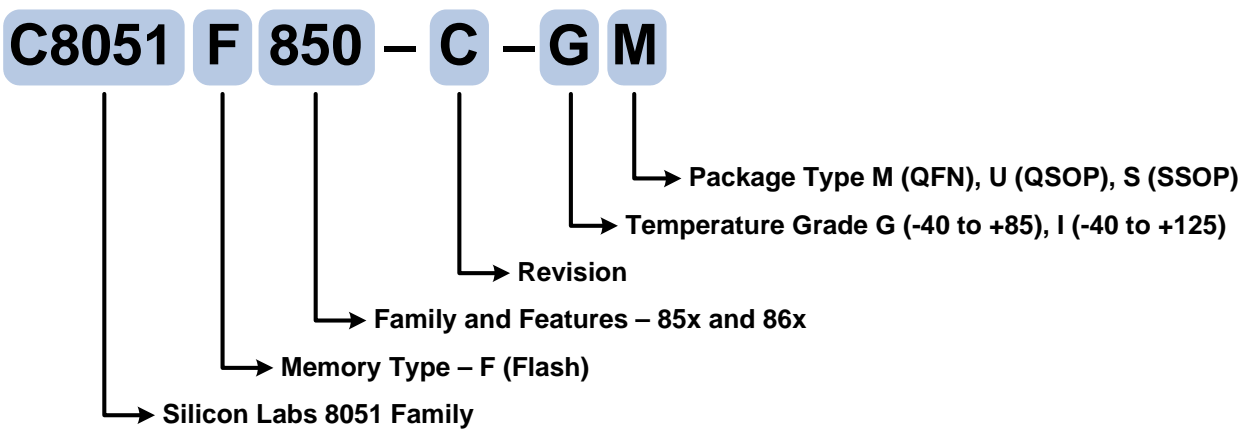 C8051 F 850 – C – G M
Package Type M (QFN), U (QSOP), S (SSOP)
Temperature Grade G (-40 to +85), I (-40 to +125)
Revision
Family and Features – 85x and 86x
Memory Type – F (Flash)
Silicon Labs 8051 Family